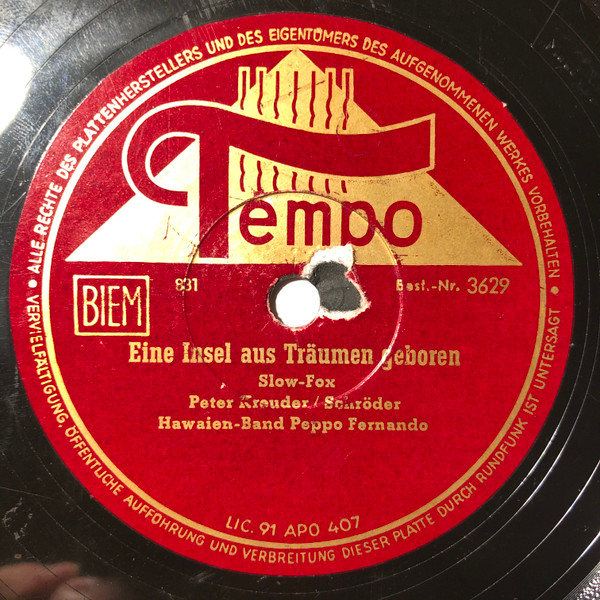 • ALLE RECHTE DES PLATTENHERSTELLERS UND DES EIGENTÜMERS DES AUFGENOMMENEN WERKES VORBEHALTEN •
Tempo
BIEM
831
Best.-Nr. 3629
Eine Insel aus Träumen geboren
Slow-Fox
Peter Kreuder / Schröder
Hawaien-Band Peppo Fernando
LIC. 91 APO 407
VERVIELFÄLTIGUNG, ÖFFENTLICHE AUFFÜHRUNG UND VERBREITUNG DIESER PLATTE DURCH RUNDFUNK IST UNTERSAGT